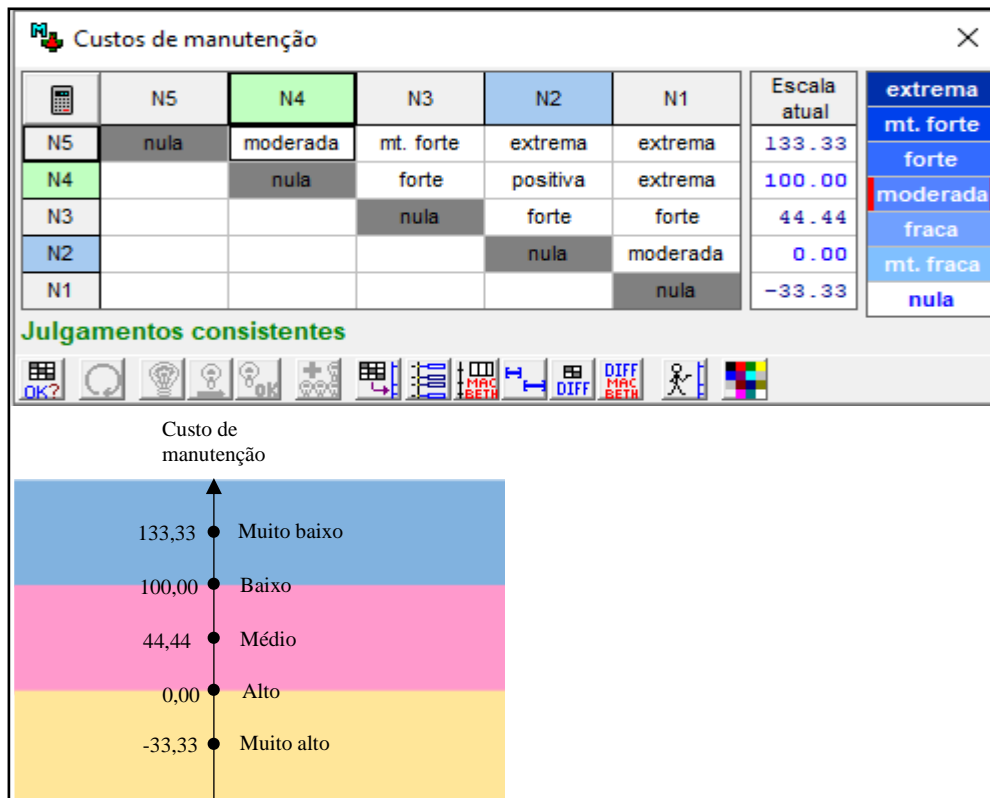 Custos de manutenção
N5 N4 N3 N2 N1 Escala atual extrema
mt. forte
N5 nula moderada mt. forte extrema extrema 133.33
forte
N4 nula forte positiva extrema 100.00
moderada
N3 nula forte forte 44.44
fraca
N2 nula moderada 0.00
mt. fraca
N1 nula -33.33
nula
Julgamentos consistentes
OK? OK MAC BETH DIFF DIFF MAC BETH
Custo de
manutenção
133,33 Muito baixo
100,00 Baixo
44,44 Médio
0,00 Alto
-33,33 Muito alto